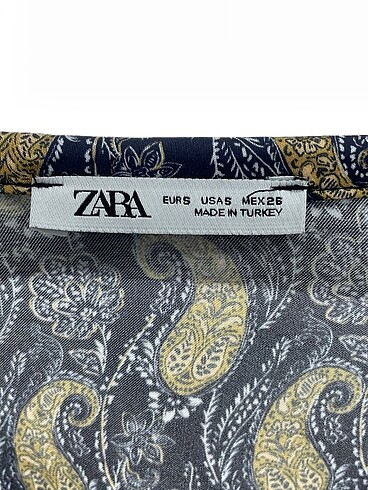 ZARA
EUR S USA S MEX 26
MADE IN TURKEY